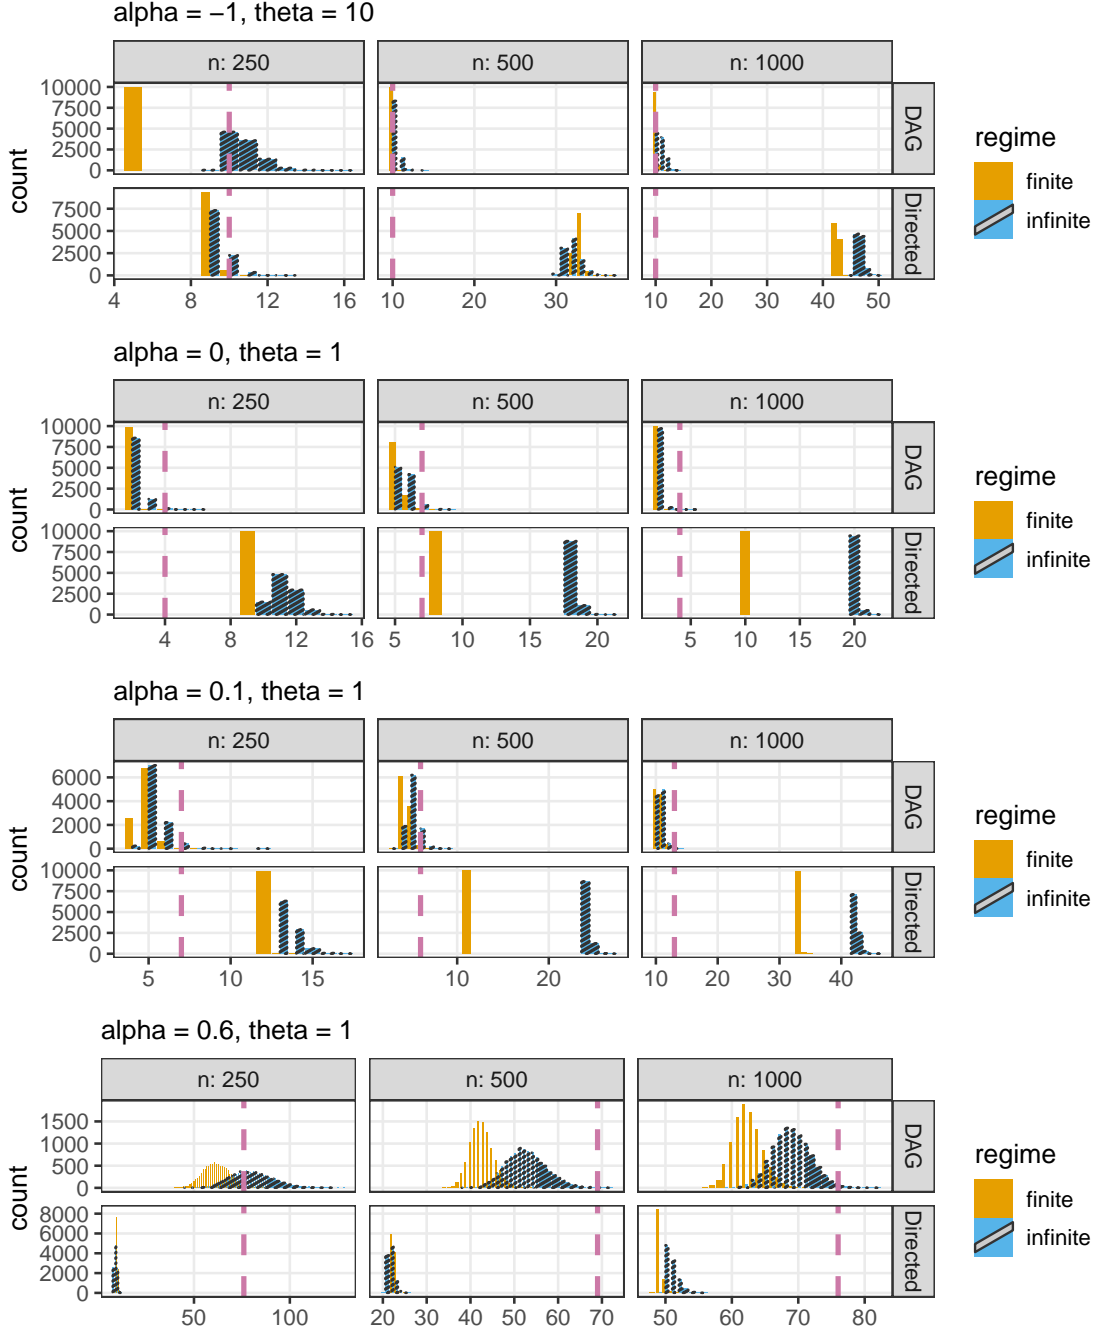 alpha = −1, theta = 10
n: 250 n: 500 n: 1000
10000
7500
5000
2500
0
DAG
7500
5000
2500
0
Directed
count
4 8 12 16 10 20 30 10 20 30 40 50
regime
finite
infinite
alpha = 0, theta = 1
n: 250 n: 500 n: 1000
10000
7500
5000
2500
0
DAG
10000
7500
5000
2500
0
Directed
count
4 8 12 16 5 10 15 20 5 10 15 20
regime
finite
infinite
alpha = 0.1, theta = 1
n: 250 n: 500 n: 1000
6000
4000
2000
0
DAG
10000
7500
5000
2500
0
Directed
count
5 10 15 10 20 10 20 30 40
regime
finite
infinite
alpha = 0.6, theta = 1
n: 250 n: 500 n: 1000
1500
1000
500
0
DAG
8000
6000
4000
2000
0
Directed
count
50 100 20 30 40 50 60 70 50 60 70 80
regime
finite
infinite